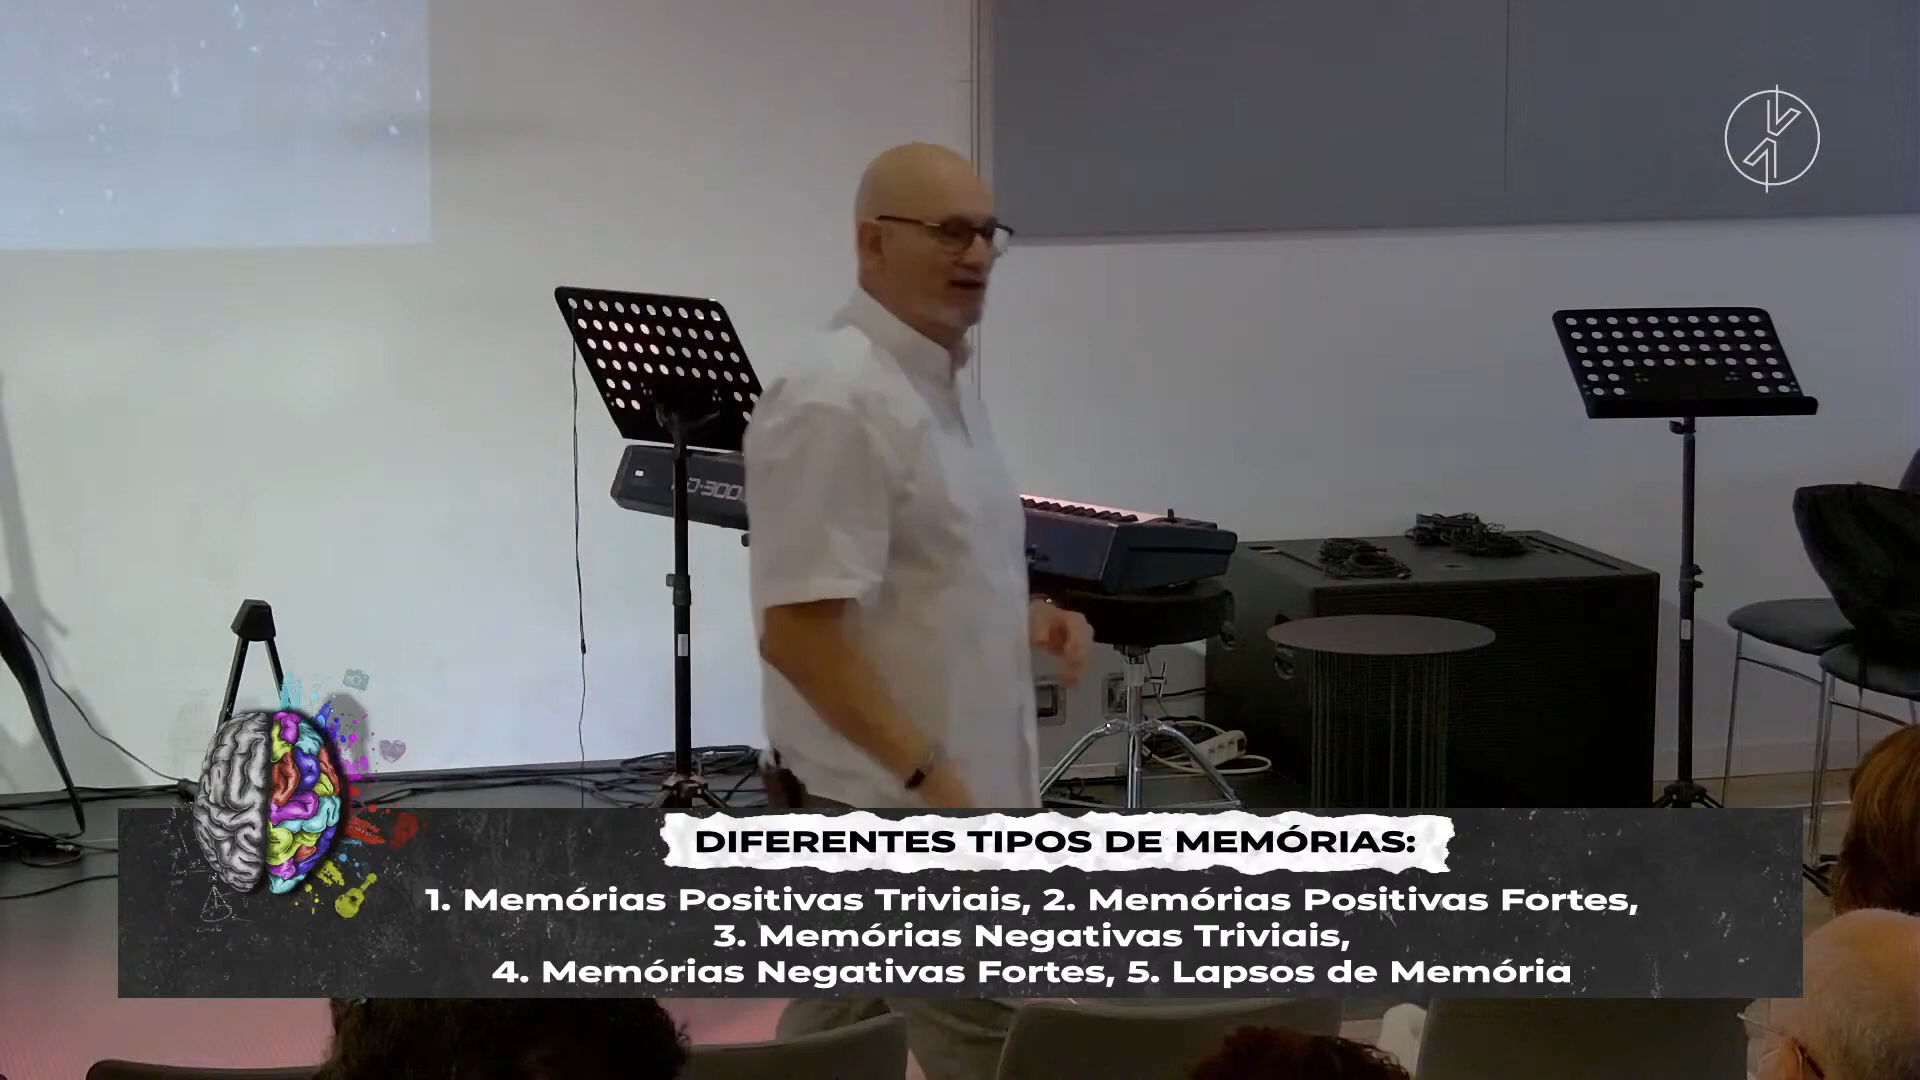 DIFERENTES TIPOS DE MEMÓRIAS:
1. Memórias Positivas Triviais, 2. Memórias Positivas Fortes,
3. Memórias Negativas Triviais,
4. Memórias Negativas Fortes, 5. Lapsos de Memória